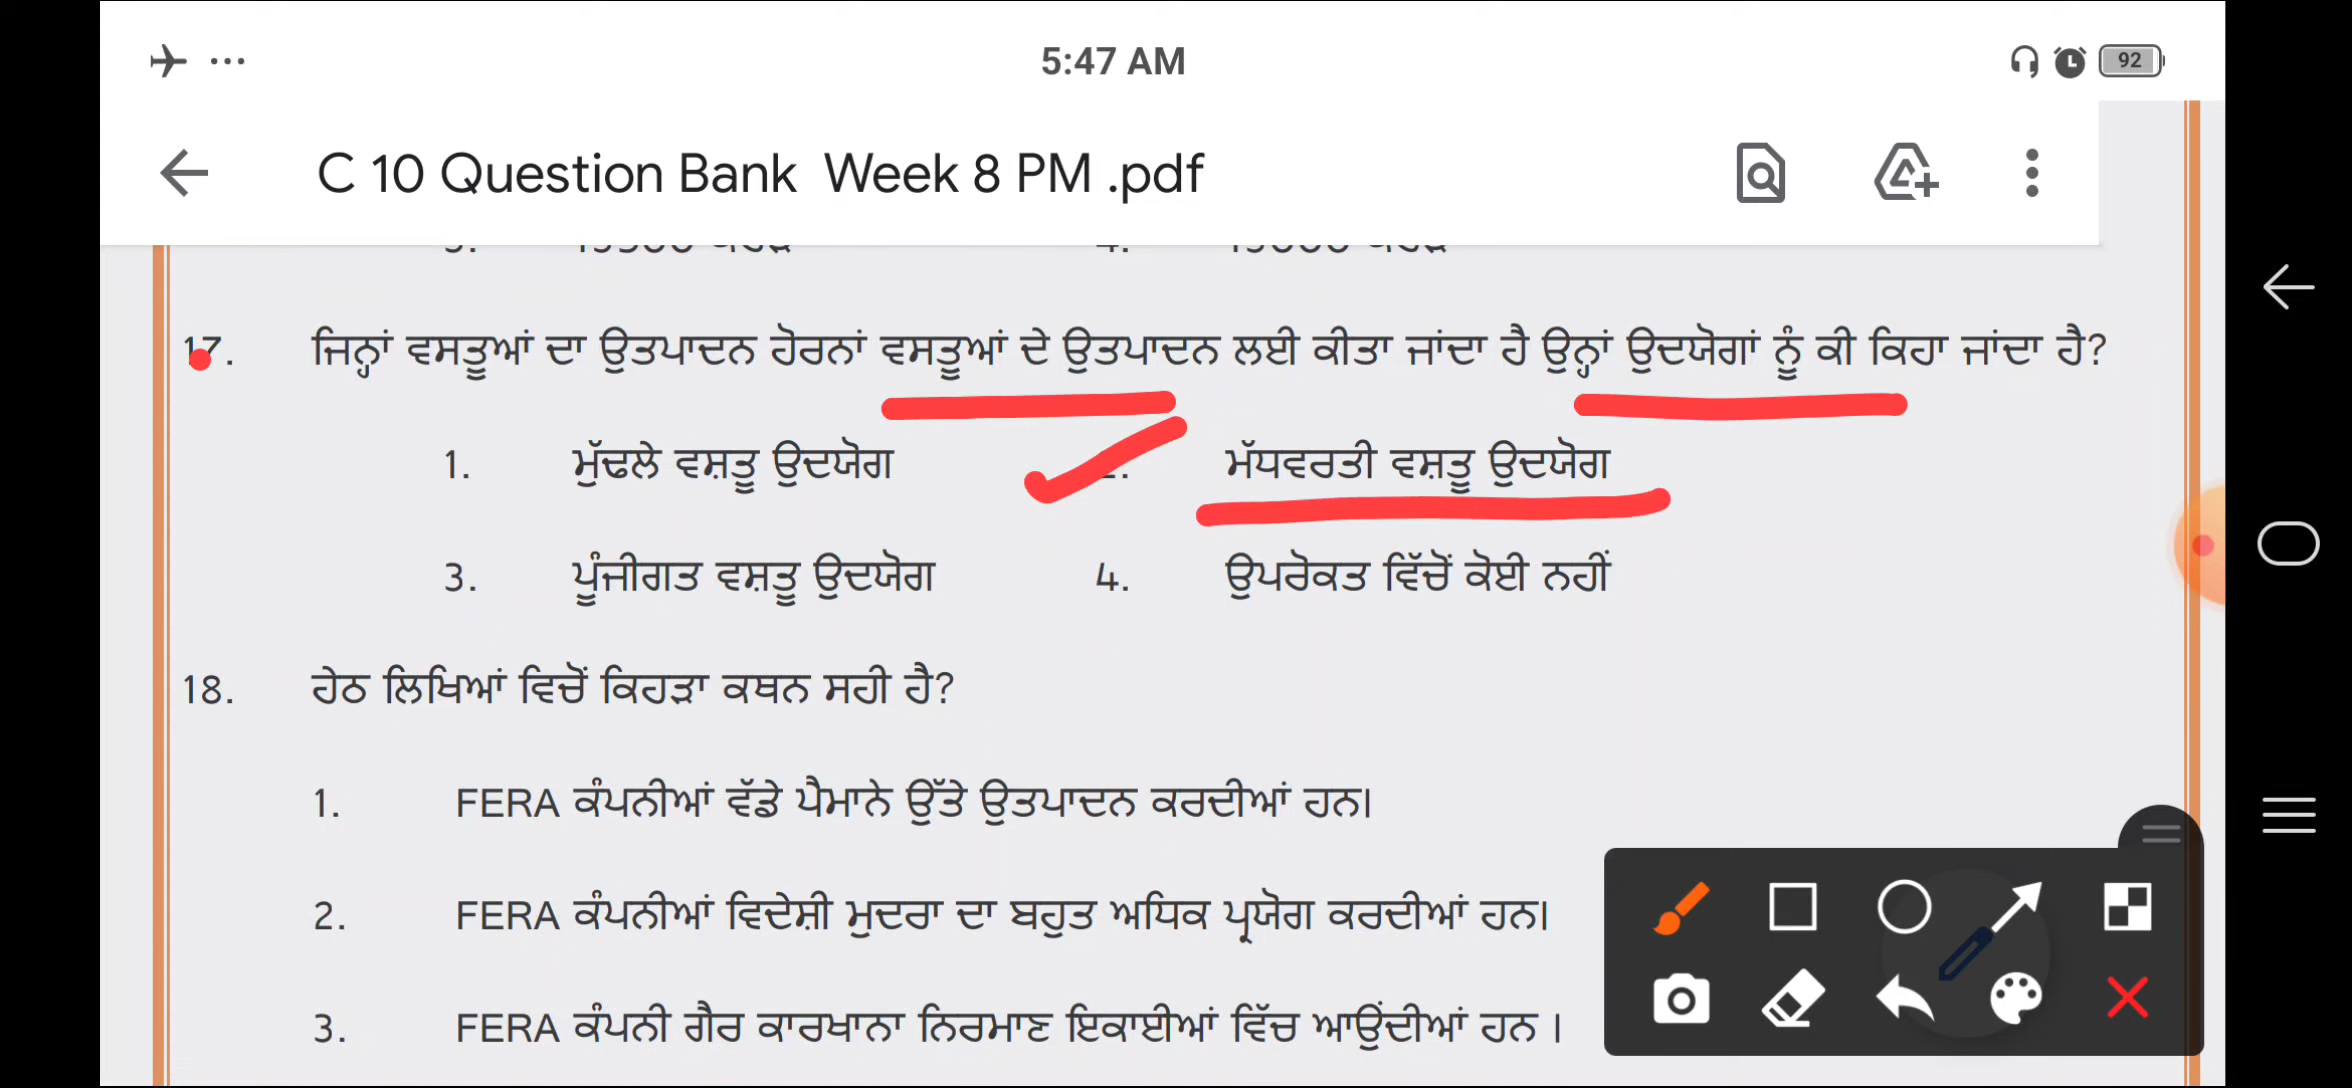 5:47 AM
92
C 10 Question Bank Week 8 PM .pdf
17. ਜਿਨ੍ਹਾਂ ਵਸਤੂਆਂ ਦਾ ਉਤਪਾਦਨ ਹੋਰਨਾਂ ਵਸਤੂਆਂ ਦੇ ਉਤਪਾਦਨ ਲਈ ਕੀਤਾ ਜਾਂਦਾ ਹੈ ਉਨ੍ਹਾਂ ਉਦਯੋਗਾਂ ਨੂੰ ਕੀ ਕਿਹਾ ਜਾਂਦਾ ਹੈ?
1. ਮੁੱਢਲੇ ਵਸ਼ਤੂ ਉਦਯੋਗ 2. ਮੱਧਵਰਤੀ ਵਸ਼ਤੂ ਉਦਯੋਗ
3. ਪੂੰਜੀਗਤ ਵਸ਼ਤੂ ਉਦਯੋਗ 4. ਉਪਰੋਕਤ ਵਿੱਚੋਂ ਕੋਈ ਨਹੀਂ
18. ਹੇਠ ਲਿਖਿਆਂ ਵਿਚੋਂ ਕਿਹੜਾ ਕਥਨ ਸਹੀ ਹੈ?
1. FERA ਕੰਪਨੀਆਂ ਵੱਡੇ ਪੈਮਾਨੇ ਉੱਤੇ ਉਤਪਾਦਨ ਕਰਦੀਆਂ ਹਨ।
2. FERA ਕੰਪਨੀਆਂ ਵਿਦੇਸ਼ੀ ਮੁਦਰਾ ਦਾ ਬਹੁਤ ਅਧਿਕ ਪ੍ਰਯੋਗ ਕਰਦੀਆਂ ਹਨ।
3. FERA ਕੰਪਨੀ ਗੈਰ ਕਾਰਖਾਨਾ ਨਿਰਮਾਣ ਇਕਾਈਆਂ ਵਿੱਚ ਆਉਂਦੀਆਂ ਹਨ ।